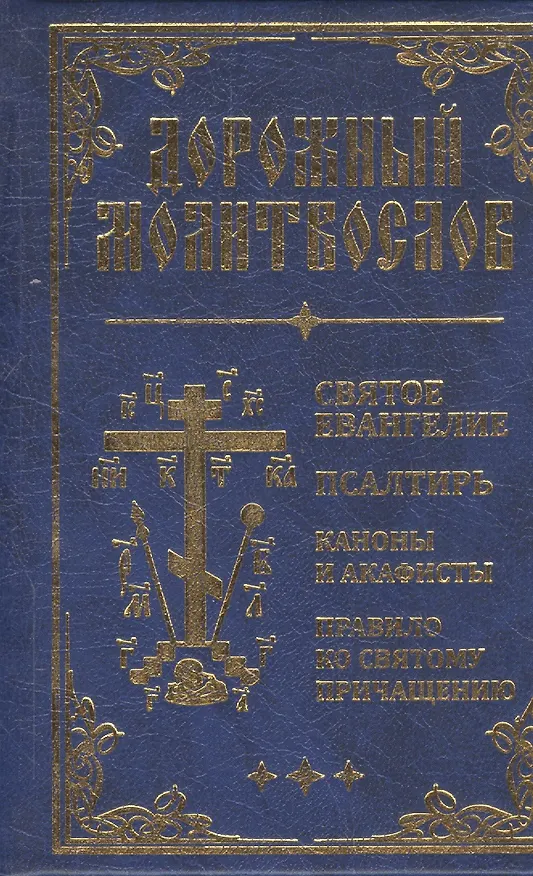 ДОРОЖНЫЙ
МОЛИТВОСЛОВ
СВЯТОЕ
ЕВАНГЕЛИЕ
ПСАЛТИРЬ
КАНОНЫ
И АКАФИСТЫ
ПРАВИЛО
КО СВЯТОМУ
ПРИЧАЩЕНИЮ